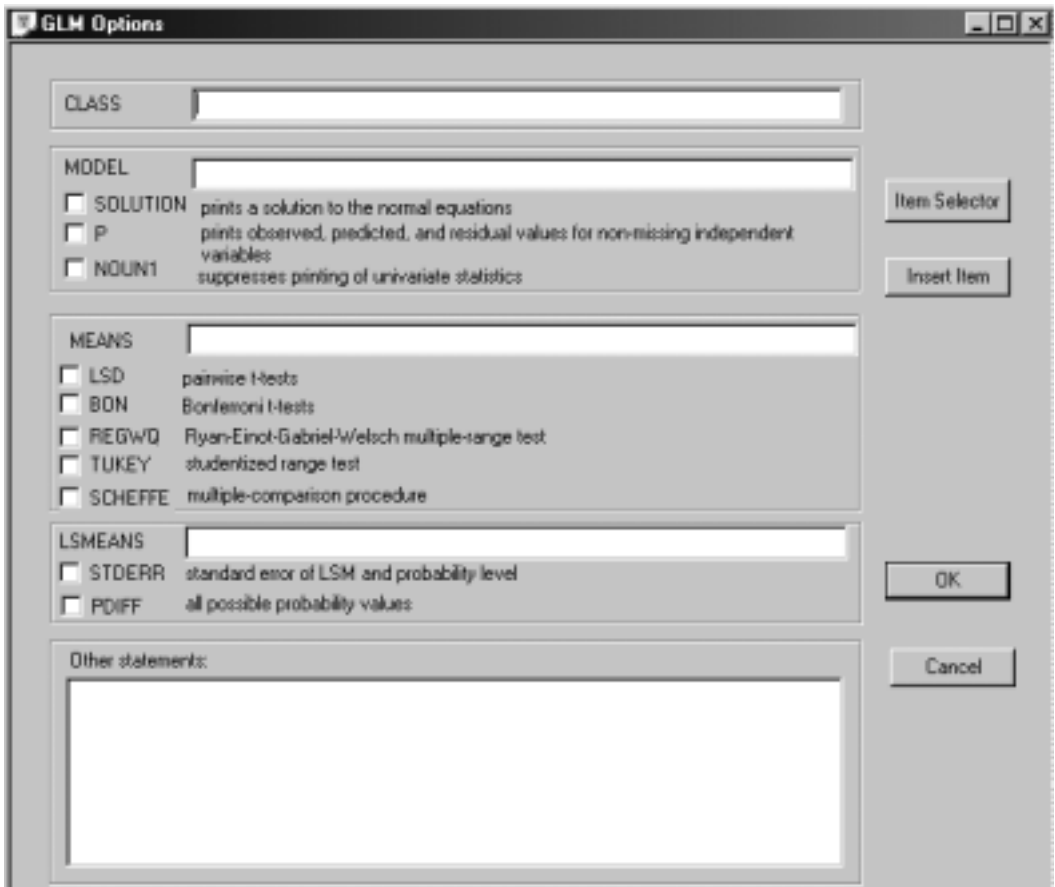 GLM Options
CLASS
MODEL
SOLUTION prints a solution to the normal equations
P prints observed, predicted, and residual values for non-missing independent
variables
NOUN1 suppresses printing of univariate statistics
Item Selector
Insert Item
MEANS
LSD pairwise t-tests
BON Bonferroni t-tests
REGWQ Ryan-Einot-Gabriel-Welsch multiple-range test
TUKEY studentized range test
SCHEFFE multiple-comparison procedure
LSMEANS
STDERR standard error of LSM and probability level
PDIFF all possible probability values
OK
Cancel
Other statements: